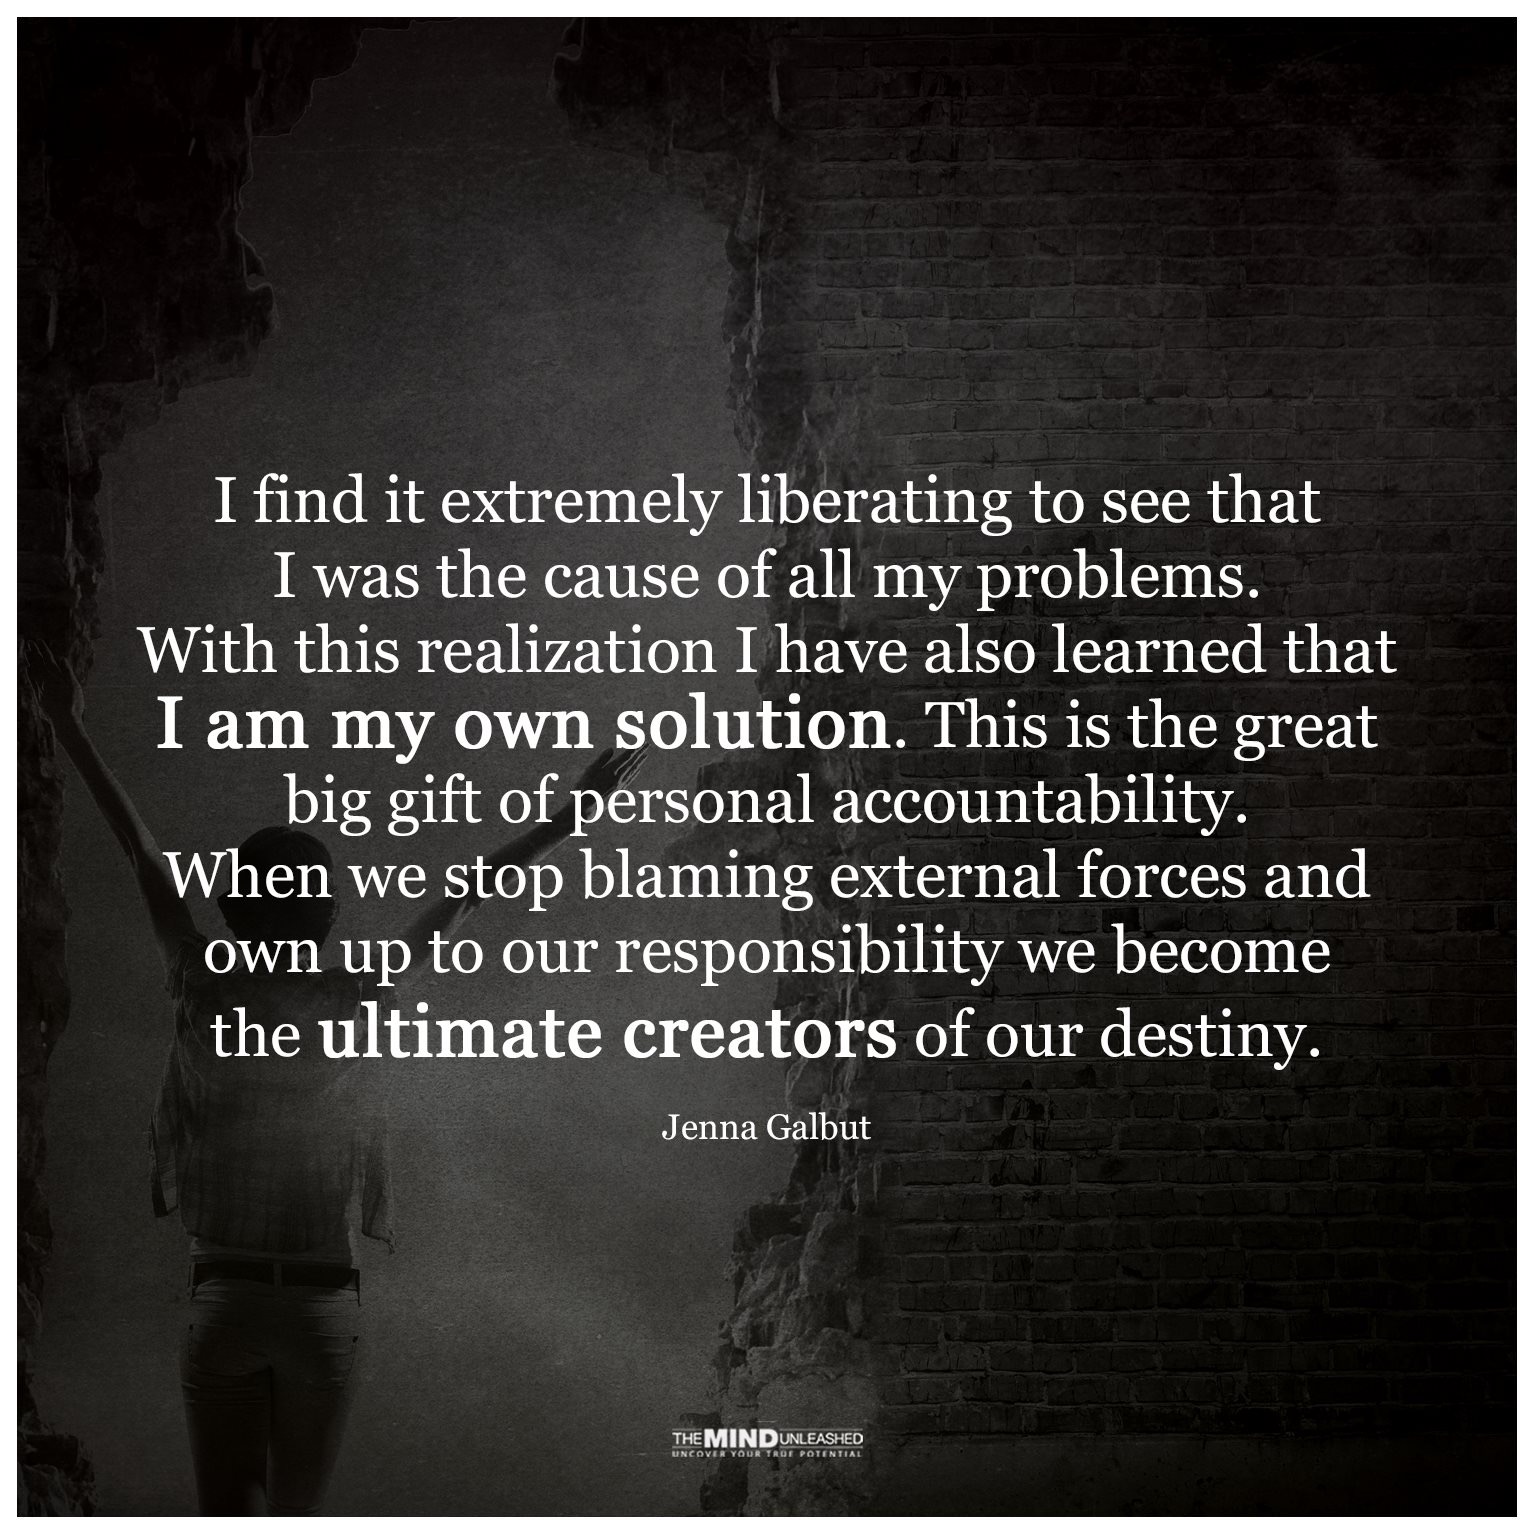 I find it extremely liberating to see that
I was the cause of all my problems.
With this realization I have also learned that
I am my own solution. This is the great
big gift of personal accountability.
When we stop blaming external forces and
own up to our responsibility we become
the ultimate creators of our destiny.
Jenna Galbut
THE MIND UNLEASHED
UNCOVER YOUR TRUE POTENTIAL